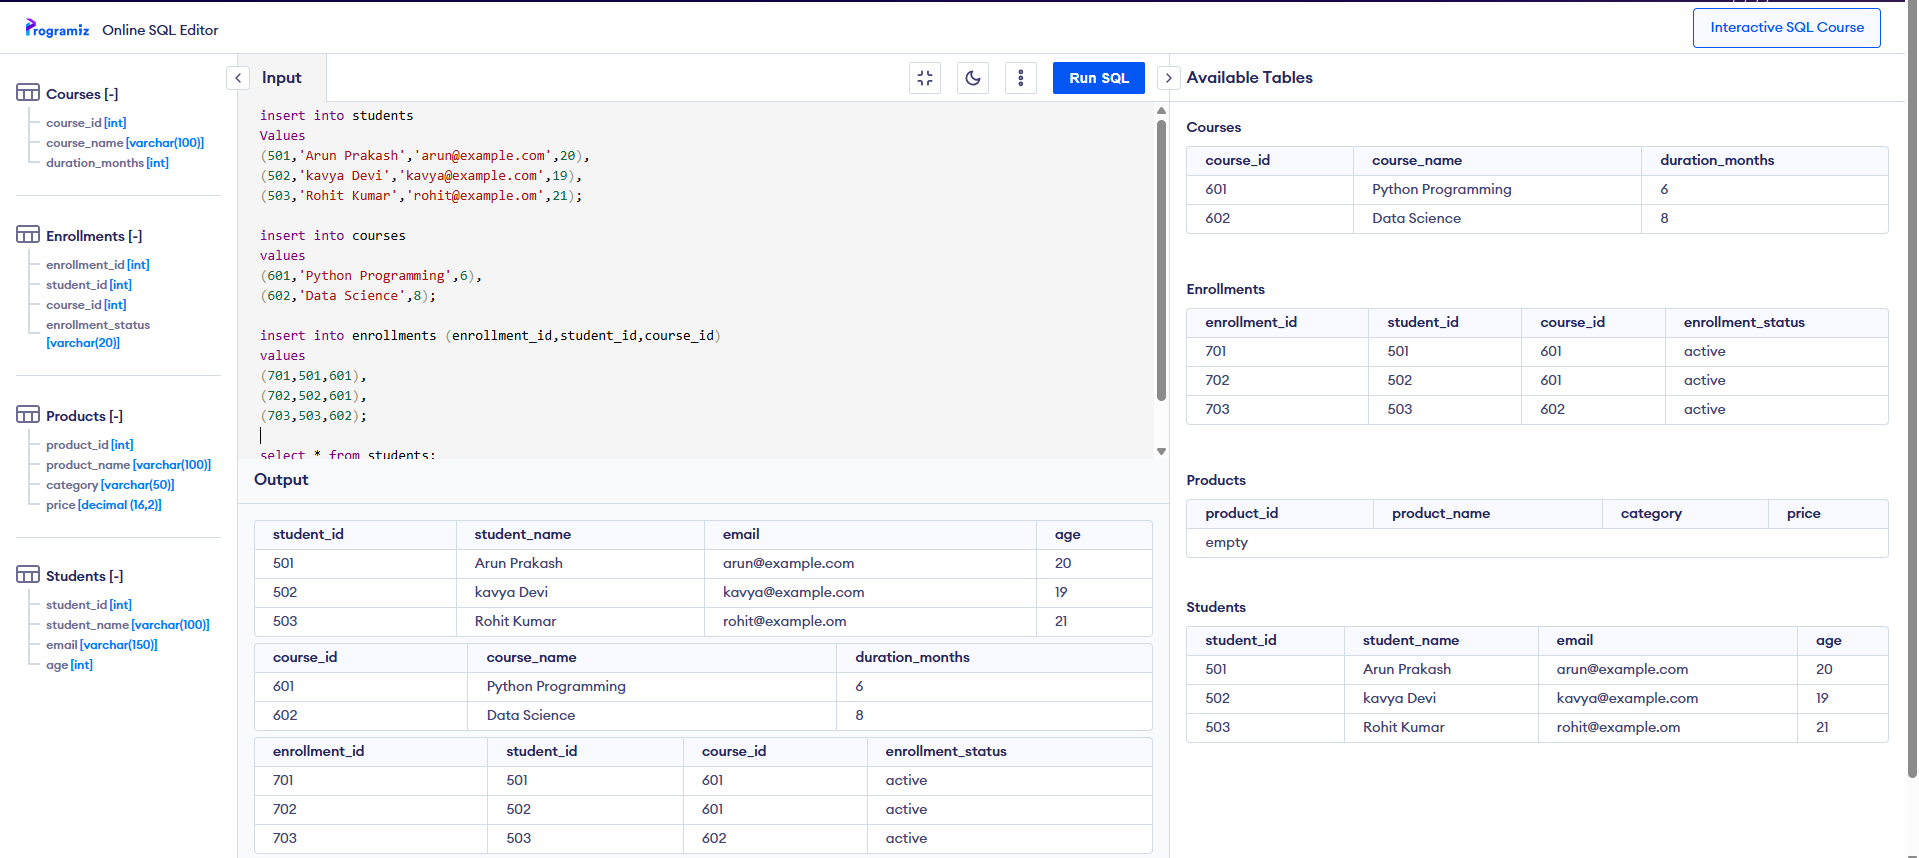 Programiz Online SQL Editor
Interactive SQL Course
Courses [-]
course_id [int]
course_name [varchar(100)]
duration_months [int]
Enrollments [-]
enrollment_id [int]
student_id [int]
course_id [int]
enrollment_status
[varchar(20)]
Products [-]
product_id [int]
product_name [varchar(100)]
category [varchar(50)]
price [decimal (16,2)]
Students [-]
student_id [int]
student_name [varchar(100)]
email [varchar(150)]
age [int]
Input
Run SQL
insert into students
Values
(501,'Arun Prakash','arun@example.com',20),
(502,'kavya Devi','kavya@example.com',19),
(503,'Rohit Kumar','rohit@example.om',21);
insert into courses
values
(601,'Python Programming',6),
(602,'Data Science',8);
insert into enrollments (enrollment_id,student_id,course_id)
values
(701,501,601),
(702,502,601),
(703,503,602);
select * from students;
Output
student_id student_name email age
501 Arun Prakash arun@example.com 20
502 kavya Devi kavya@example.com 19
503 Rohit Kumar rohit@example.om 21
course_id course_name duration_months
601 Python Programming 6
602 Data Science 8
enrollment_id student_id course_id enrollment_status
701 501 601 active
702 502 601 active
703 503 602 active
Available Tables
Courses
course_id course_name duration_months
601 Python Programming 6
602 Data Science 8
Enrollments
enrollment_id student_id course_id enrollment_status
701 501 601 active
702 502 601 active
703 503 602 active
Products
product_id product_name category price
empty
Students
student_id student_name email age
501 Arun Prakash arun@example.com 20
502 kavya Devi kavya@example.com 19
503 Rohit Kumar rohit@example.om 21